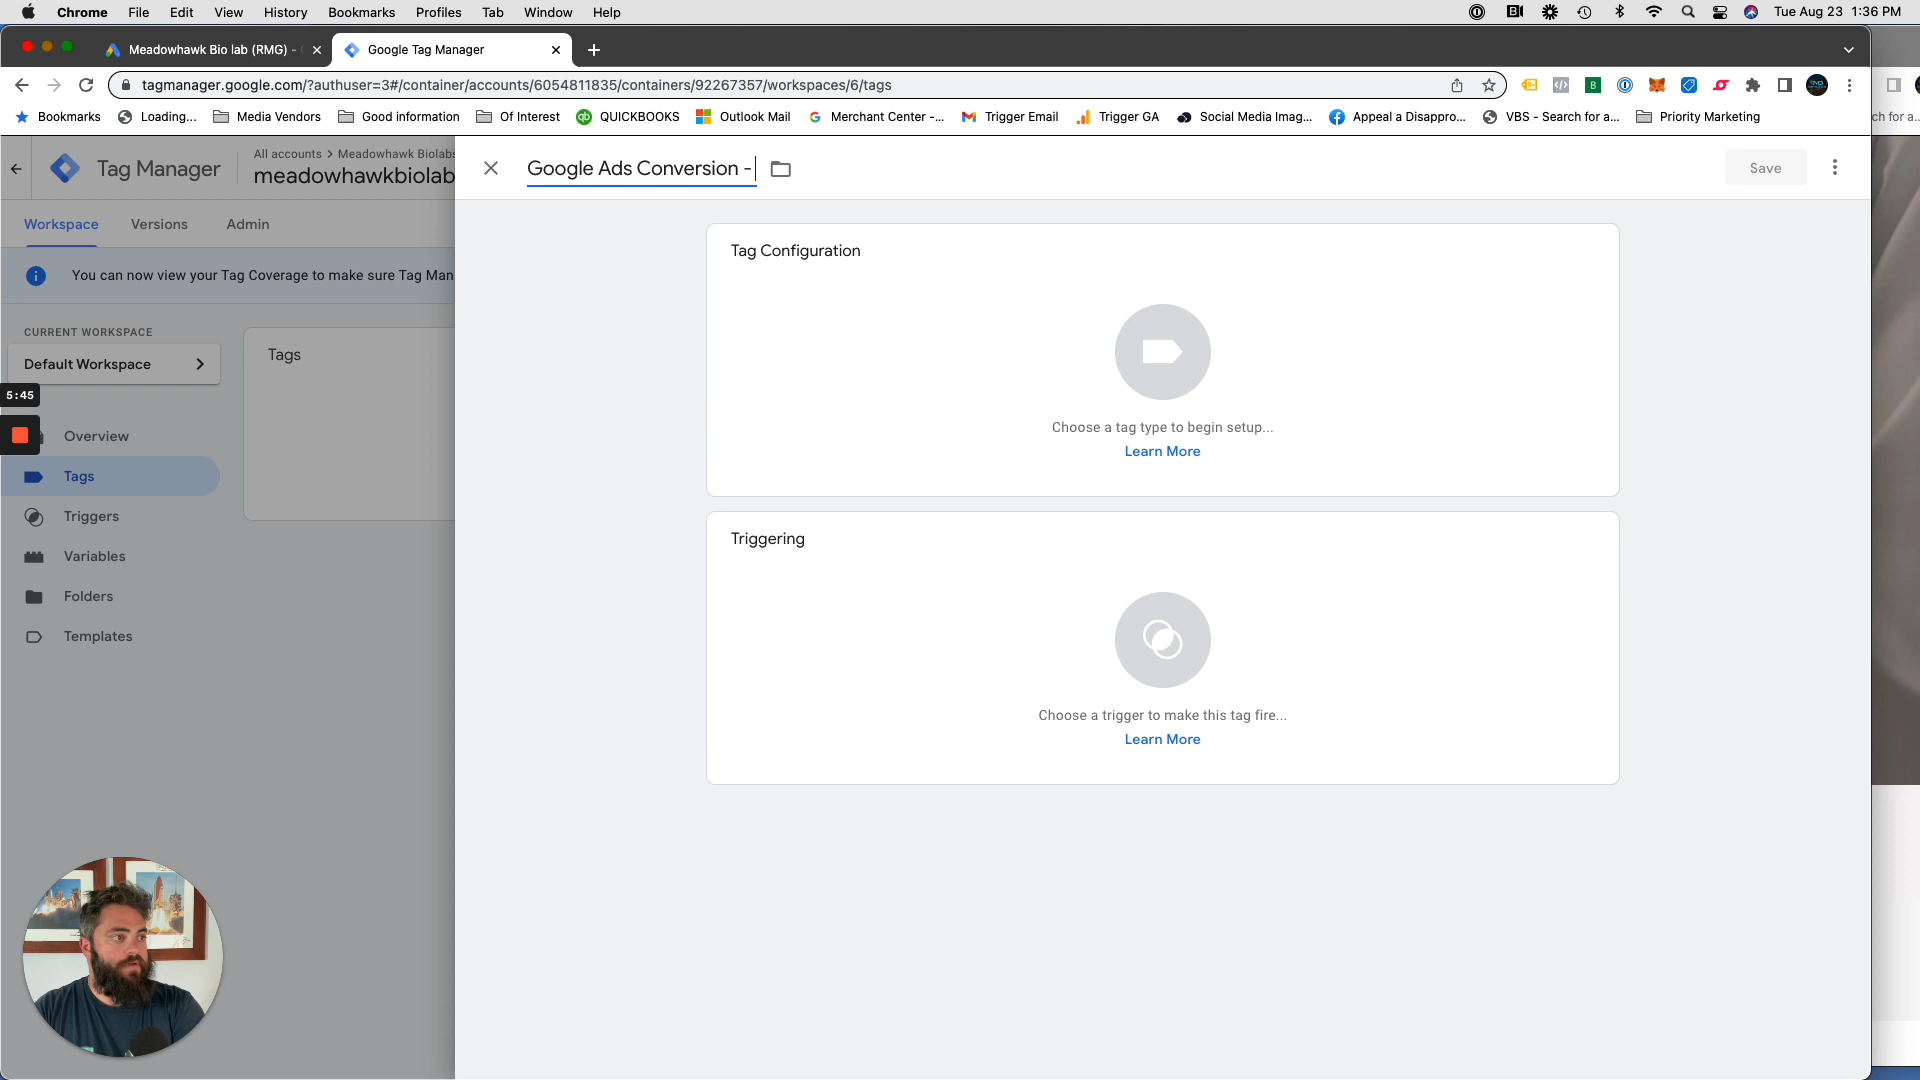 Chrome File Edit View History Bookmarks Profiles Tab Window Help Tue Aug 23 1:36 PM
Meadowhawk Bio lab (RMG) - Google Tag Manager
tagmanager.google.com/?authuser=3#/container/accounts/6054811835/containers/92267357/workspaces/6/tags
Bookmarks Loading... Media Vendors Good information Of Interest QUICKBOOKS Outlook Mail Merchant Center -... Trigger Email Trigger GA Social Media Imag... Appeal a Disappro... VBS - Search for a... Priority Marketing ch for a...
Tag Manager
All accounts > Meadowhawk Biolabs
meadowhawkbiolab
Google Ads Conversion -
Save
Workspace Versions Admin
You can now view your Tag Coverage to make sure Tag Man
CURRENT WORKSPACE
Default Workspace
5:45
Overview
Tags
Triggers
Variables
Folders
Templates
Tags
Tag Configuration
Choose a tag type to begin setup...
Learn More
Triggering
Choose a trigger to make this tag fire...
Learn More